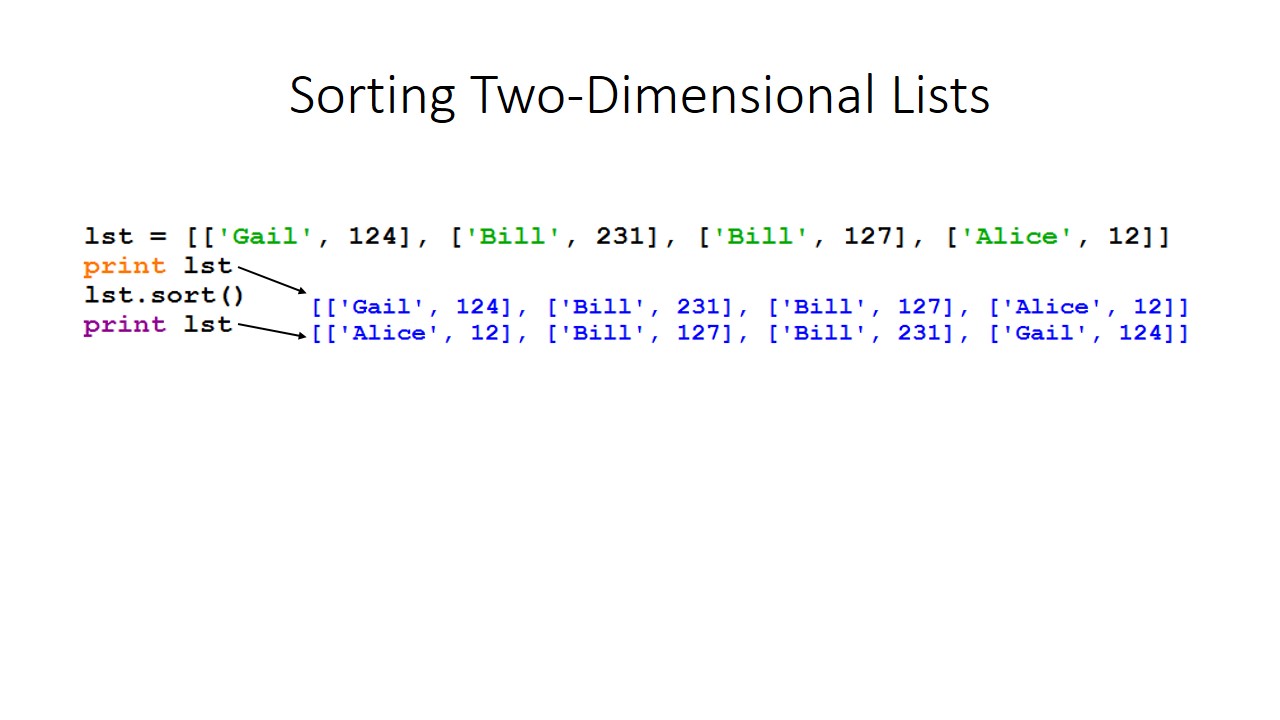 Sorting Two-Dimensional Lists
lst = [['Gail', 124], ['Bill', 231], ['Bill', 127], ['Alice', 12]]
print lst
lst.sort()
print lst
[['Gail', 124], ['Bill', 231], ['Bill', 127], ['Alice', 12]]
[['Alice', 12], ['Bill', 127], ['Bill', 231], ['Gail', 124]]